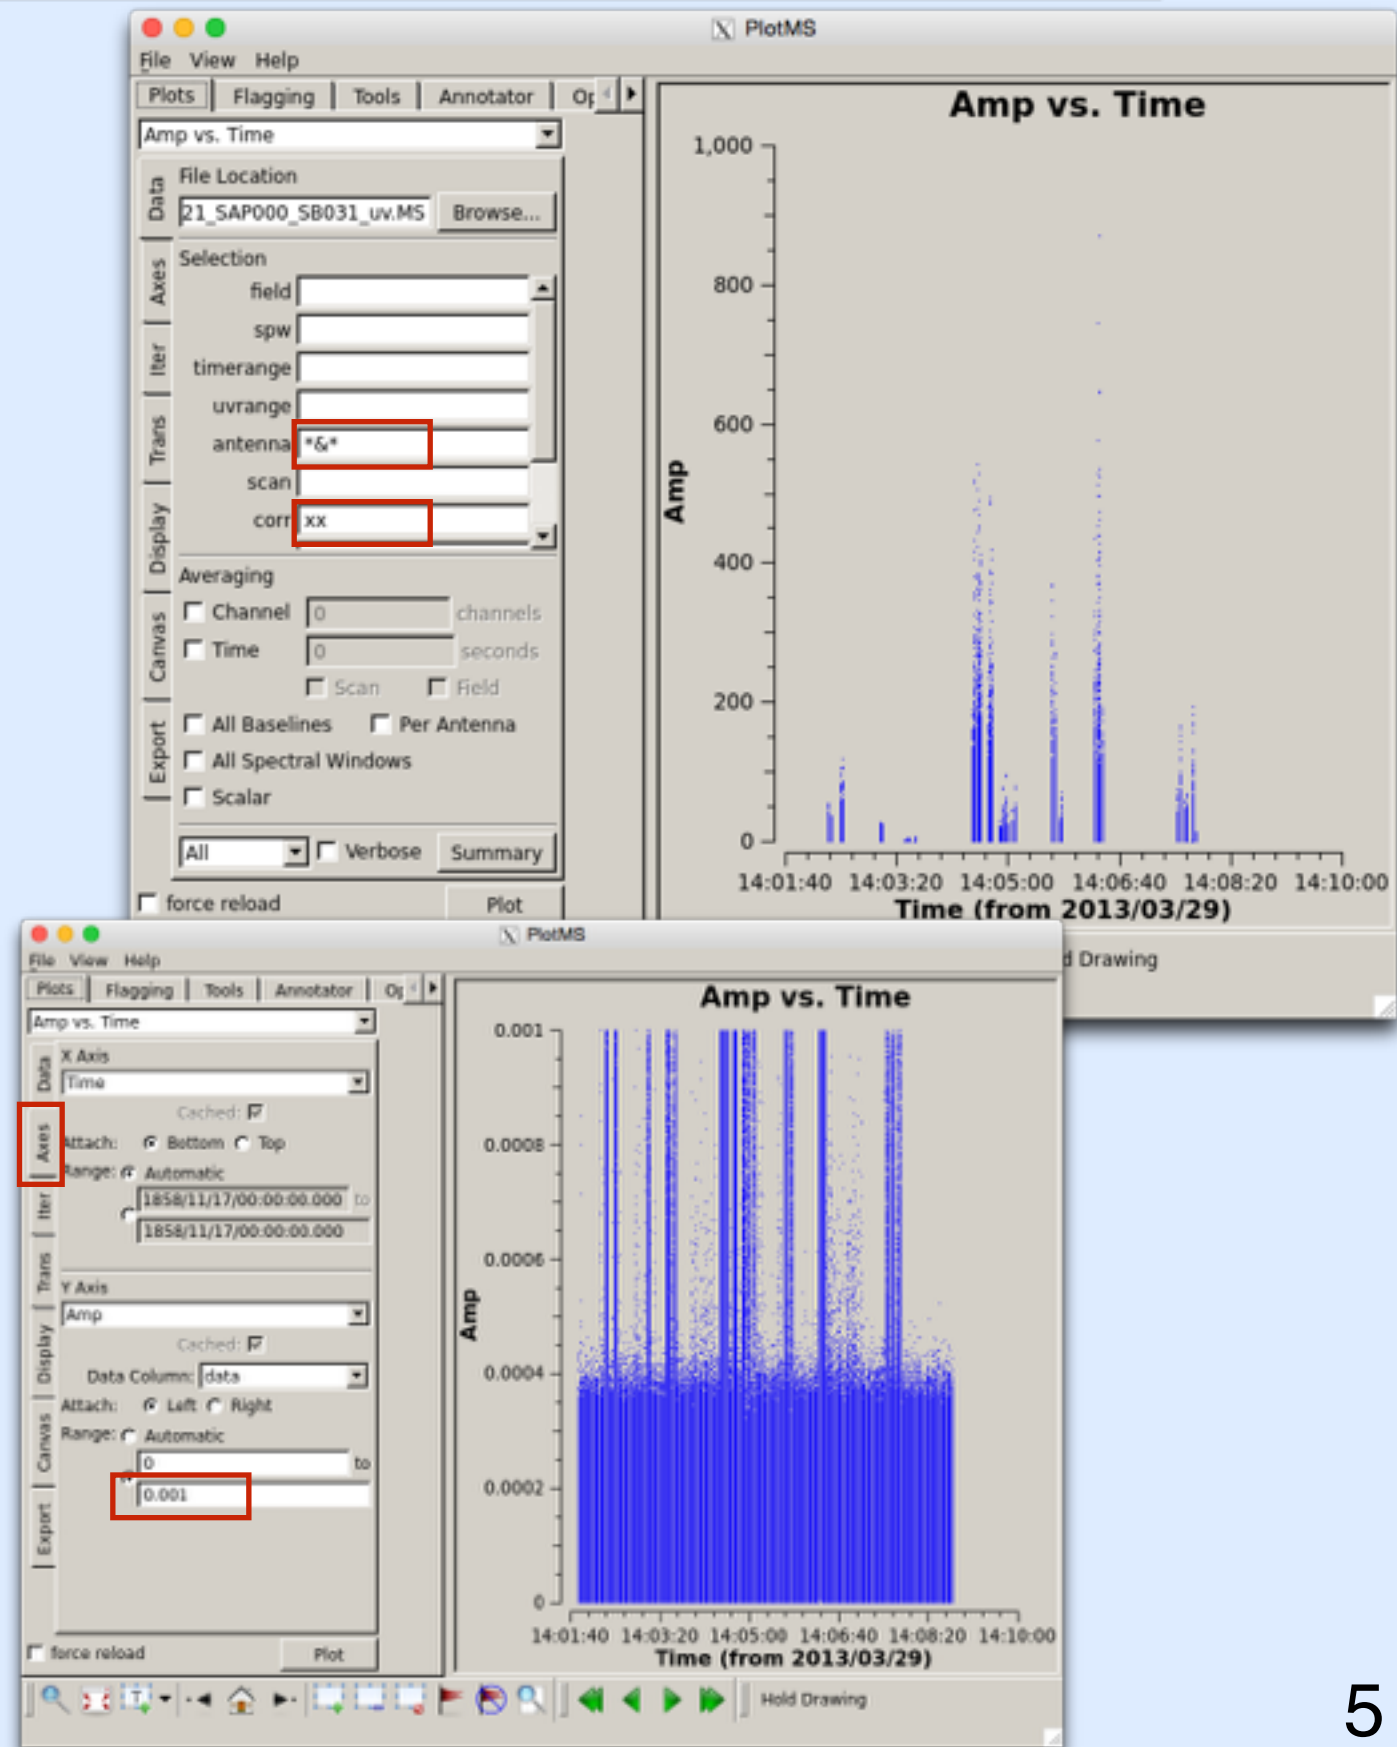 PlotMS
File View Help
Plots Flagging Tools Annotator Op
Amp vs. Time
Data
Axes
Iter
Trans
Display
Canvas
Export
File Location
21_SAP000_SB031_uv.MS Browse...
Selection
field
spw
timerange
uvrange
antenna *&*
scan
corr xx
Averaging
Channel 0 channels
Time 0 seconds
Scan Field
All Baselines Per Antenna
All Spectral Windows
Scalar
All Verbose Summary
force reload Plot
Amp vs. Time
1,000
800
600
400
200
0
Amp
14:01:40 14:03:20 14:05:00 14:06:40 14:08:20 14:10:00
Time (from 2013/03/29)
d Drawing
PlotMS
File View Help
Plots Flagging Tools Annotator Op
Amp vs. Time
Data
Axes
Iter
Trans
Display
Canvas
Export
X Axis
Time
Cached:
Attach: Bottom Top
Range: Automatic
1858/11/17/00:00:00.000 to
1858/11/17/00:00:00.000
Y Axis
Amp
Cached:
Data Column: data
Attach: Left Right
Range: Automatic
0 to
0.001
force reload Plot
Amp vs. Time
0.001
0.0008
0.0006
0.0004
0.0002
0
Amp
14:01:40 14:03:20 14:05:00 14:06:40 14:08:20 14:10:00
Time (from 2013/03/29)
Hold Drawing
5